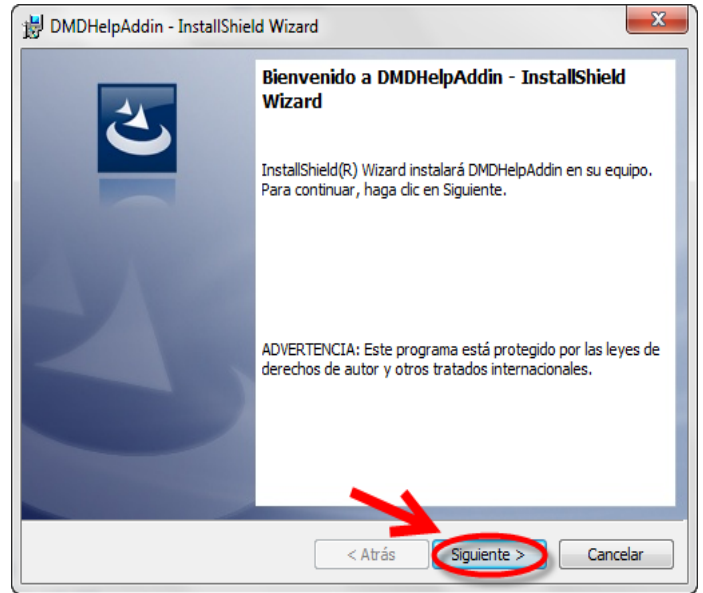 DMDHelpAddin - InstallShield Wizard
Bienvenido a DMDHelpAddin - InstallShield
Wizard
InstallShield(R) Wizard instalará DMDHelpAddin en su equipo.
Para continuar, haga clic en Siguiente.
ADVERTENCIA: Este programa está protegido por las leyes de
derechos de autor y otros tratados internacionales.
< Atrás Siguiente > Cancelar